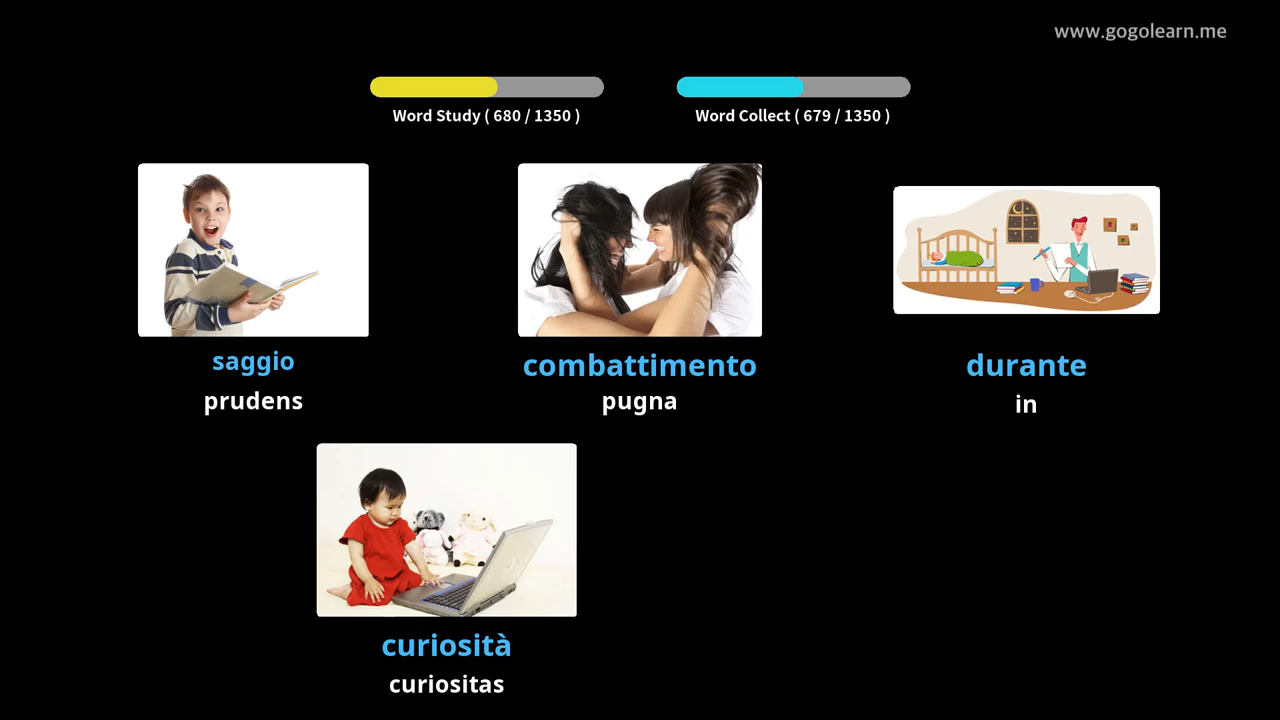 www.gogolearn.me
Word Study ( 680 / 1350 )
Word Collect ( 679 / 1350 )
saggio
prudens
combattimento
pugna
durante
in
curiosità
curiositas